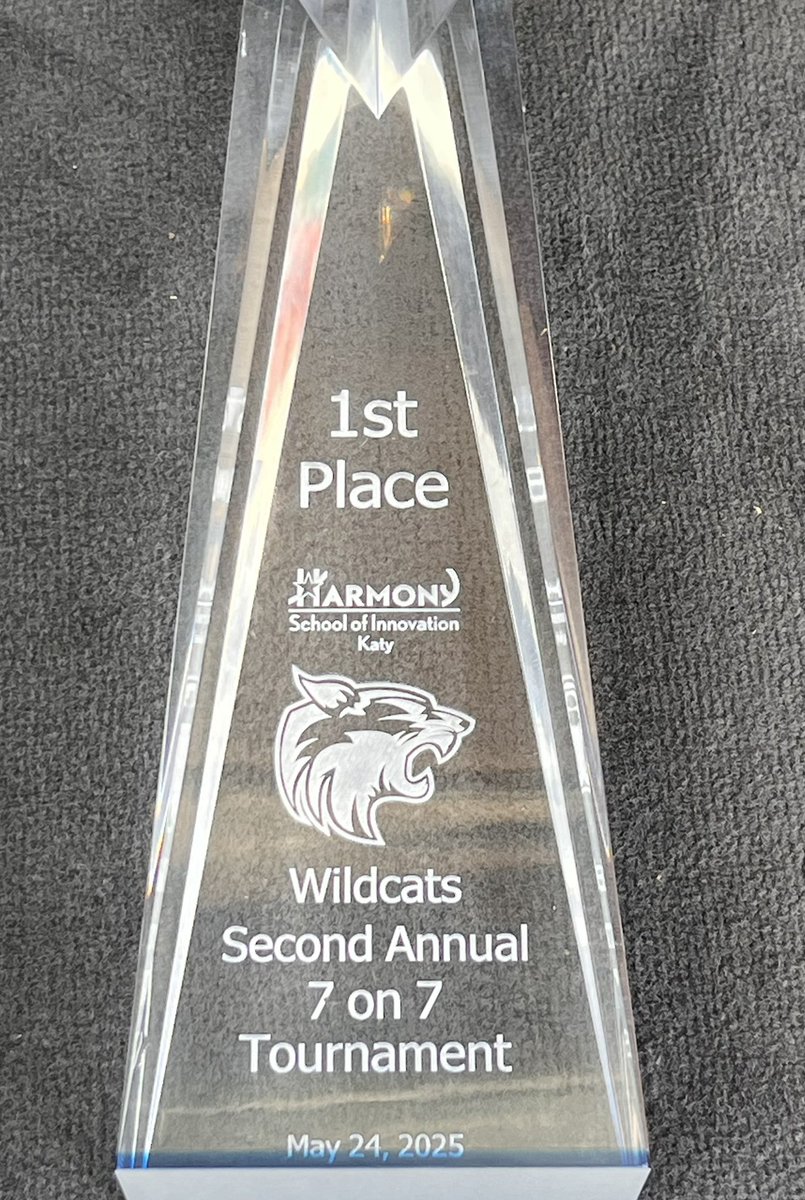 1st
Place
HARMONY
School of Innovation
Katy
Wildcats
Second Annual
7 on 7
Tournament
May 24, 2025